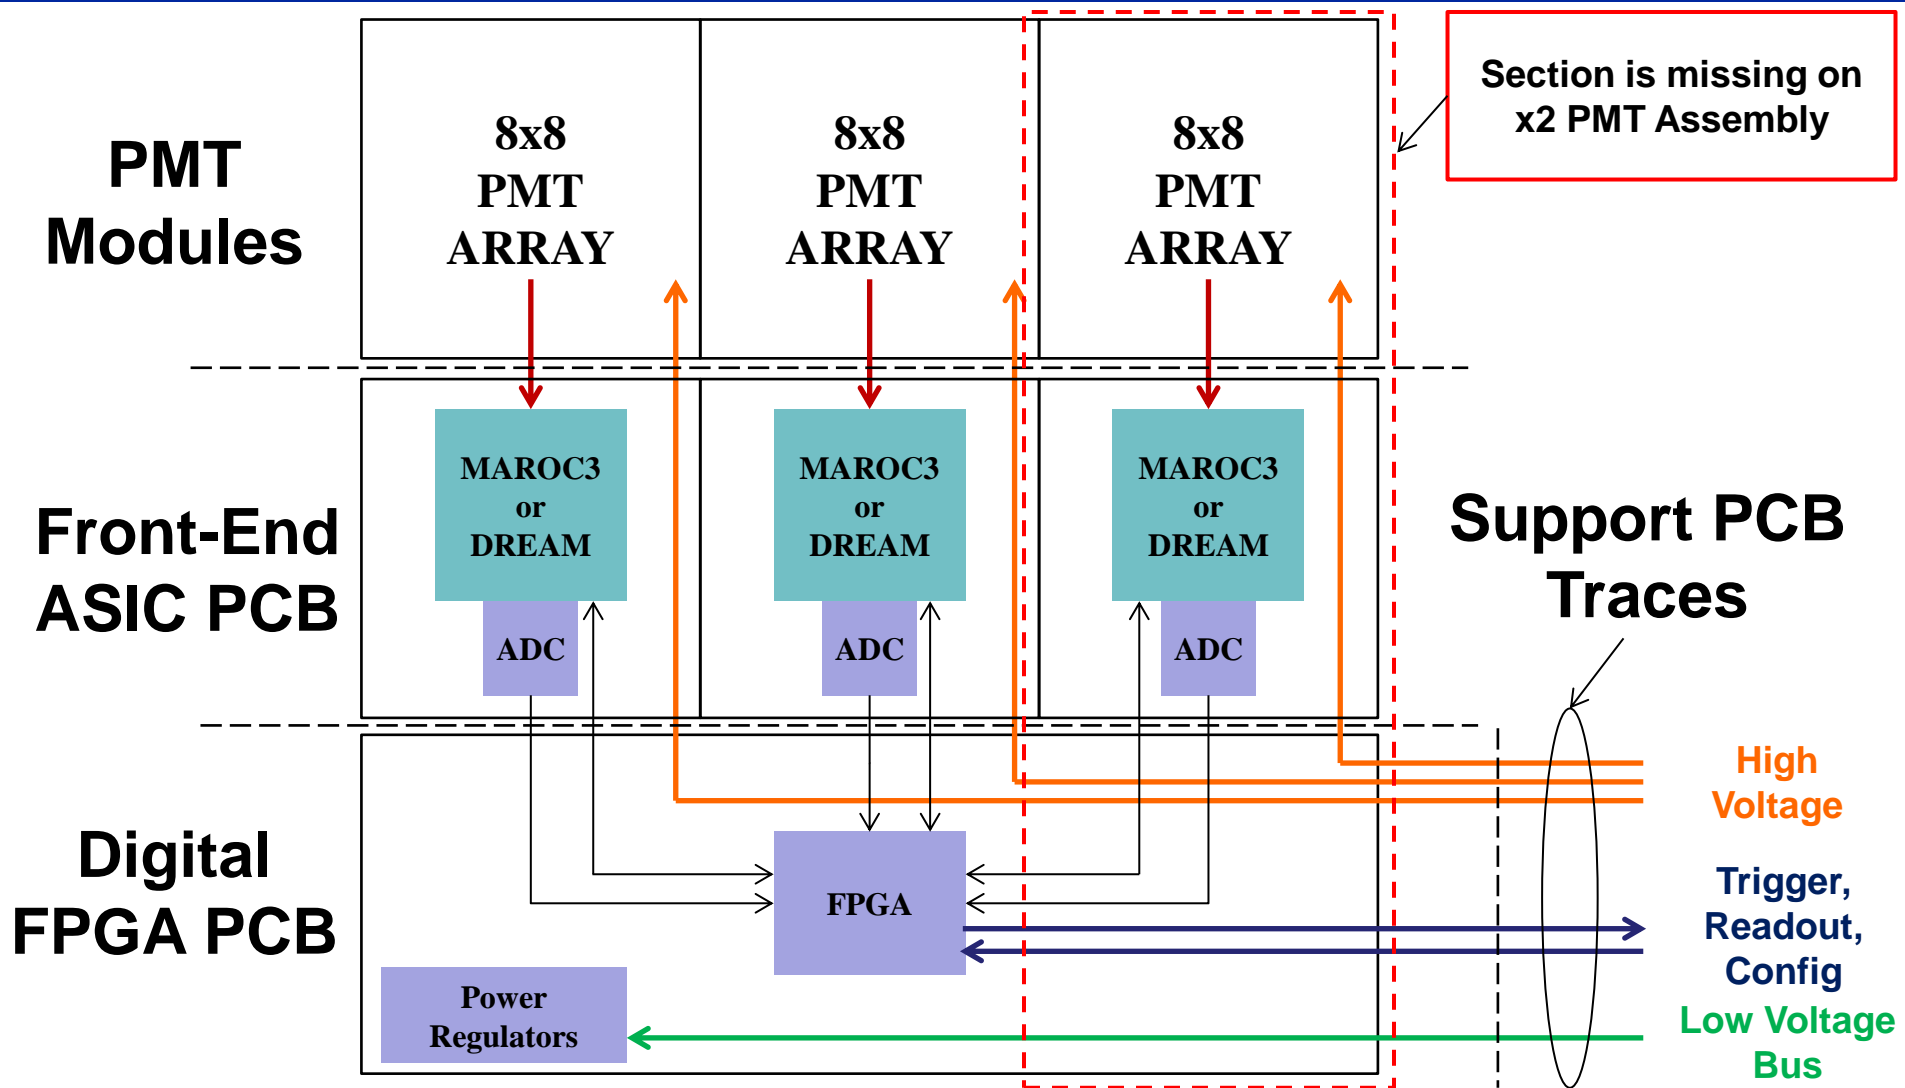 Section is missing on
x2 PMT Assembly
PMT
Modules
8x8
PMT
ARRAY
8x8
PMT
ARRAY
8x8
PMT
ARRAY
Front-End
ASIC PCB
MAROC3
or
DREAM
ADC
MAROC3
or
DREAM
ADC
MAROC3
or
DREAM
ADC
Support PCB
Traces
Digital
FPGA PCB
FPGA
Power
Regulators
High
Voltage
Trigger,
Readout,
Config
Low Voltage
Bus